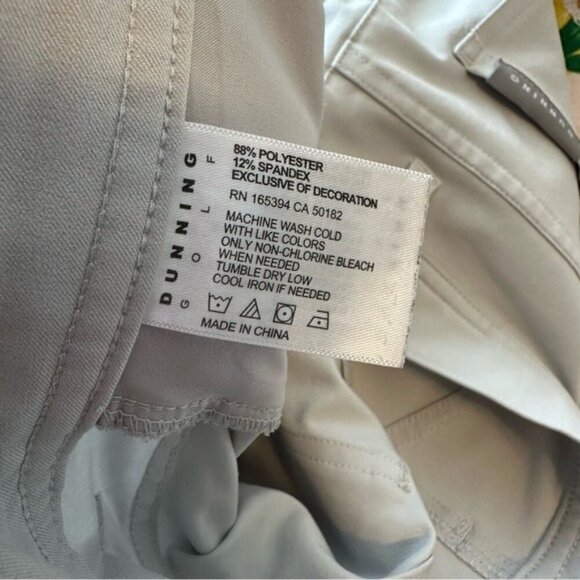 DUNNING
GOLF
88% POLYESTER
12% SPANDEX
EXCLUSIVE OF DECORATION
RN 165394 CA 50182
MACHINE WASH COLD
WITH LIKE COLORS
ONLY NON-CHLORINE BLEACH
WHEN NEEDED
TUMBLE DRY LOW
COOL IRON IF NEEDED
MADE IN CHINA